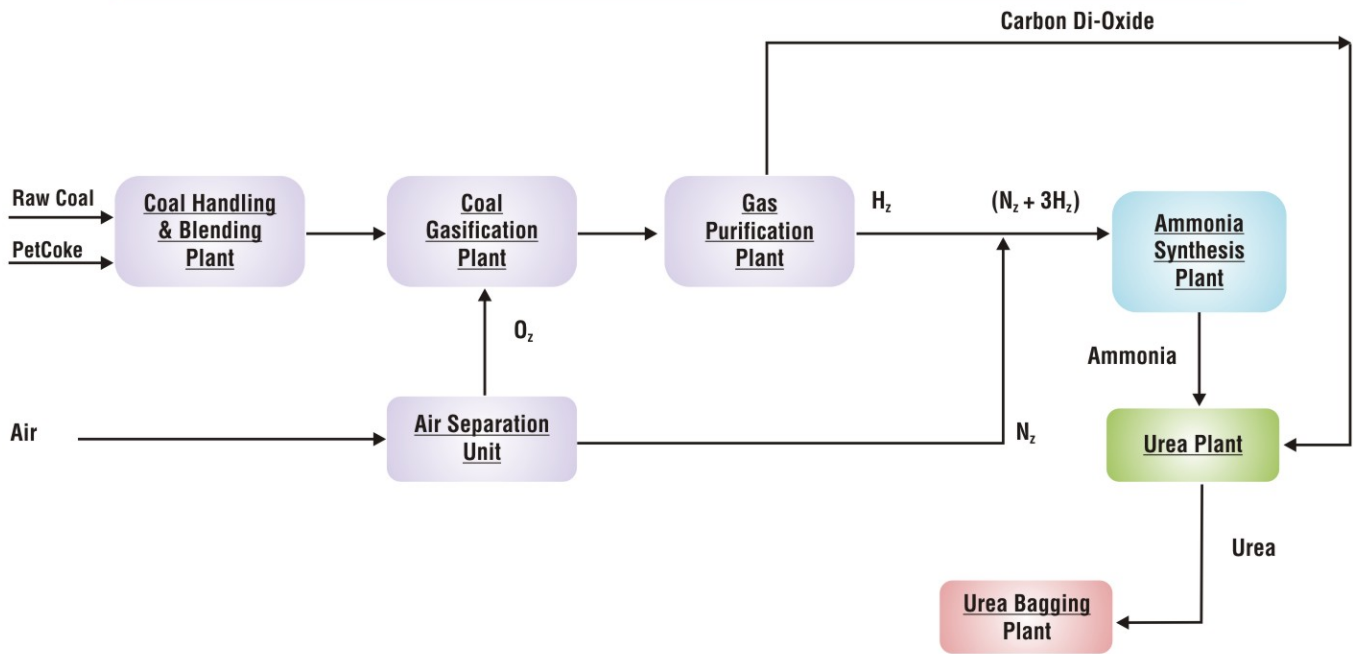 Carbon Di-Oxide
Raw Coal
PetCoke
Coal Handling
& Blending
Plant
Coal
Gasification
Plant
Gas
Purification
Plant
H₂
(N₂ + 3H₂)
Ammonia
Synthesis
Plant
O₂
Ammonia
Air
Air Separation
Unit
N₂
Urea Plant
Urea
Urea Bagging
Plant